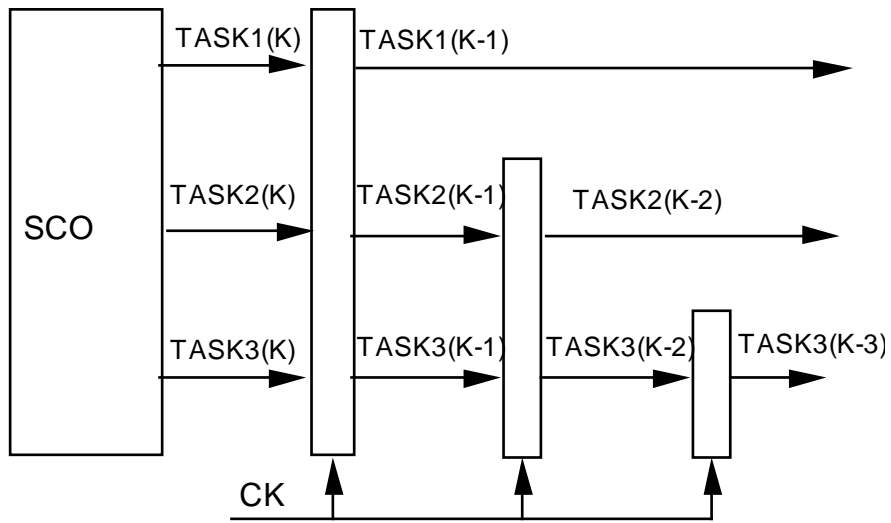 TASK1(K)
TASK1(K-1)
TASK2(K)
TASK2(K-1)
TASK2(K-2)
SCO
TASK3(K)
TASK3(K-1)
TASK3(K-2)
TASK3(K-3)
CK